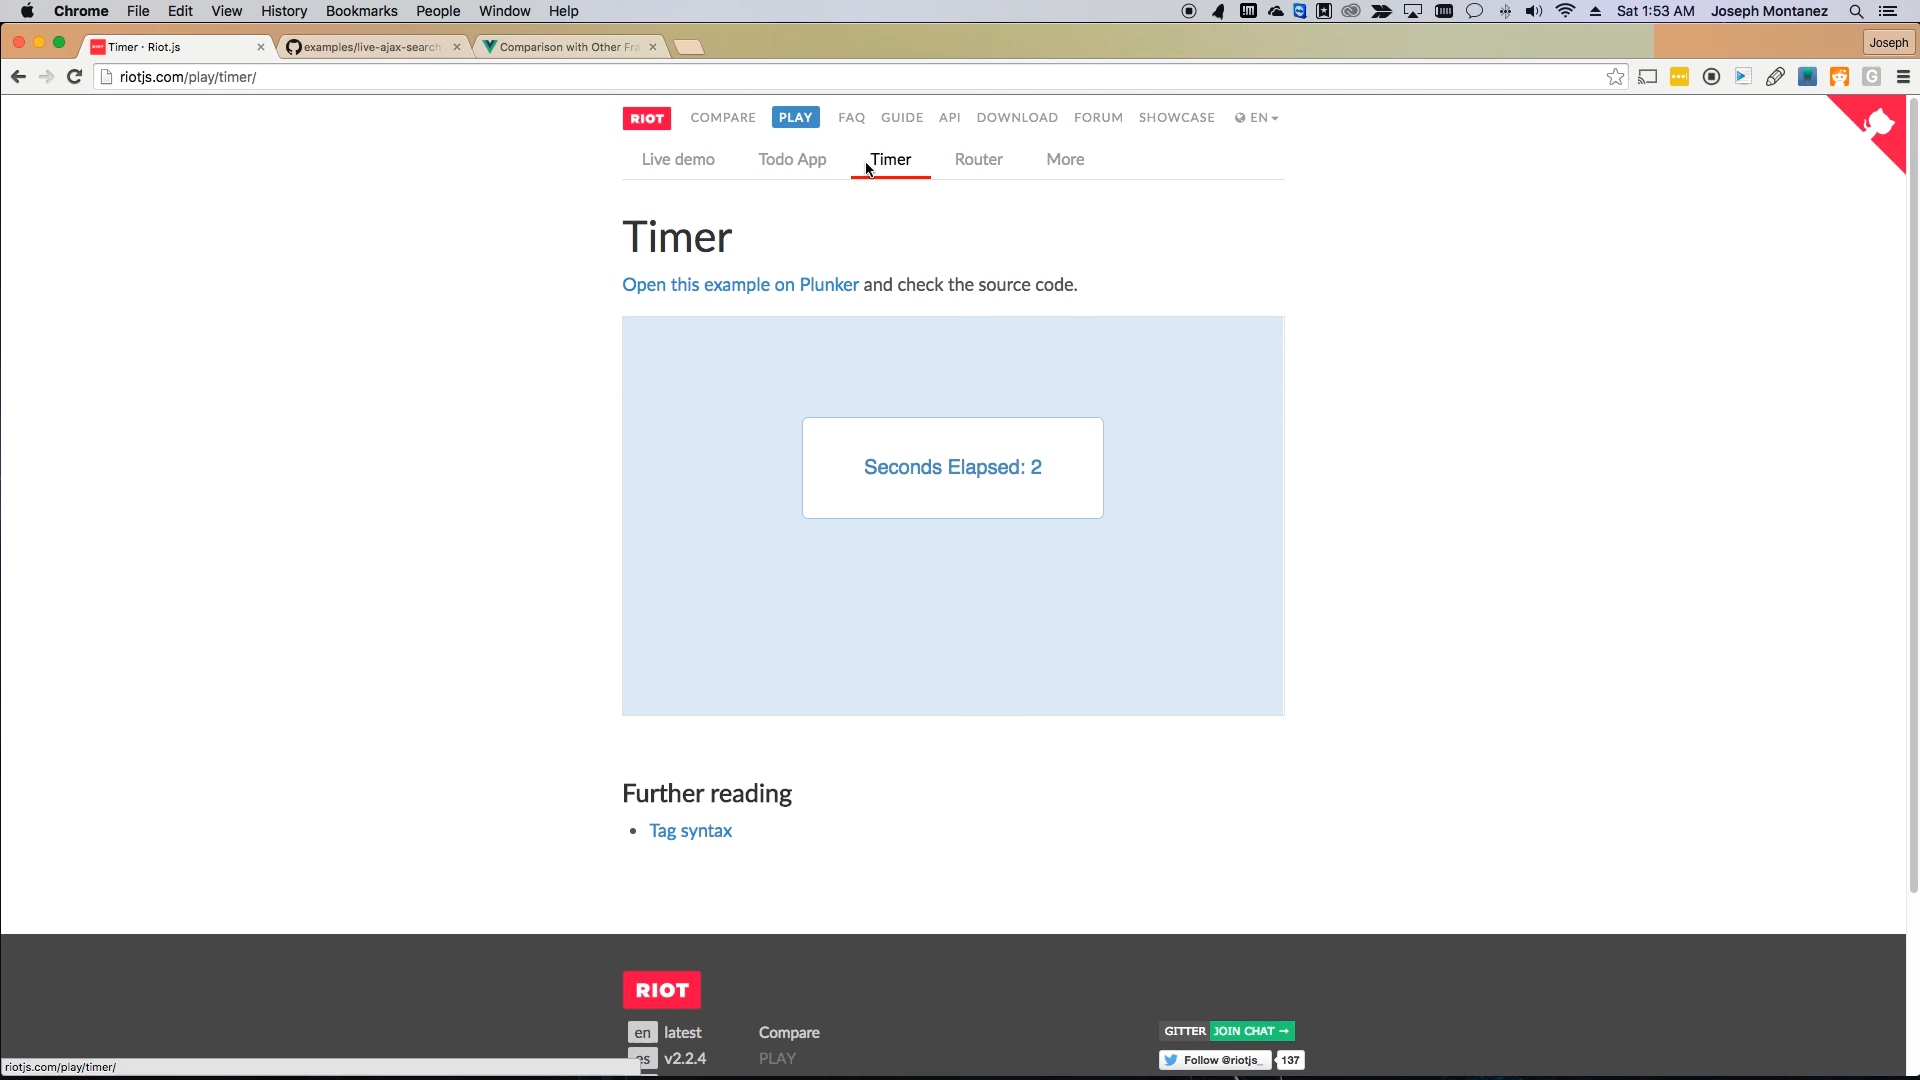 Chrome File Edit View History Bookmarks People Window Help Sat 1:53 AM Joseph Montanez
Timer · Riot.js examples/live-ajax-search Comparison with Other Fra Joseph
riotjs.com/play/timer/
RIOT COMPARE PLAY FAQ GUIDE API DOWNLOAD FORUM SHOWCASE EN
Live demo Todo App Timer Router More
Timer
Open this example on Plunker and check the source code.
Seconds Elapsed: 2
Further reading
• Tag syntax
RIOT
en latest Compare GITTER JOIN CHAT →
es v2.2.4 PLAY Follow @riotjs_ 137
riotjs.com/play/timer/